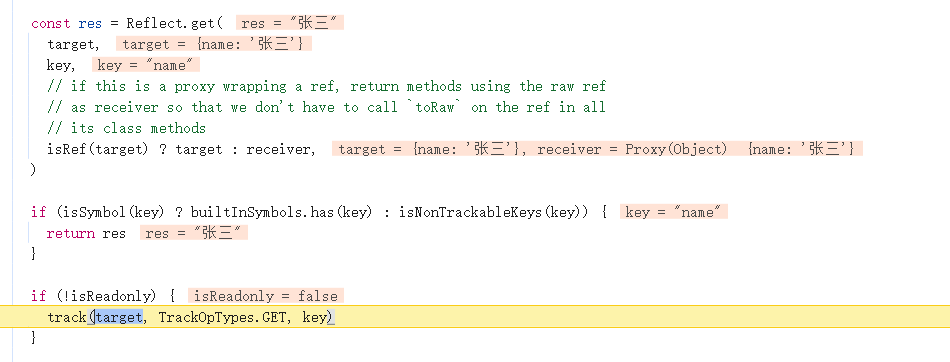 const res = Reflect.get( res = "张三"
target, target = {name: '张三'}
key, key = "name"
// if this is a proxy wrapping a ref, return methods using the raw ref
// as receiver so that we don't have to call `toRaw` on the ref in all
// its class methods
isRef(target) ? target : receiver, target = {name: '张三'}, receiver = Proxy(Object) {name: '张三'}
)
if (isSymbol(key) ? builtInSymbols.has(key) : isNonTrackableKeys(key)) { key = "name"
return res res = "张三"
}
if (!isReadonly) { isReadonly = false
track(target, TrackOpTypes.GET, key)
}